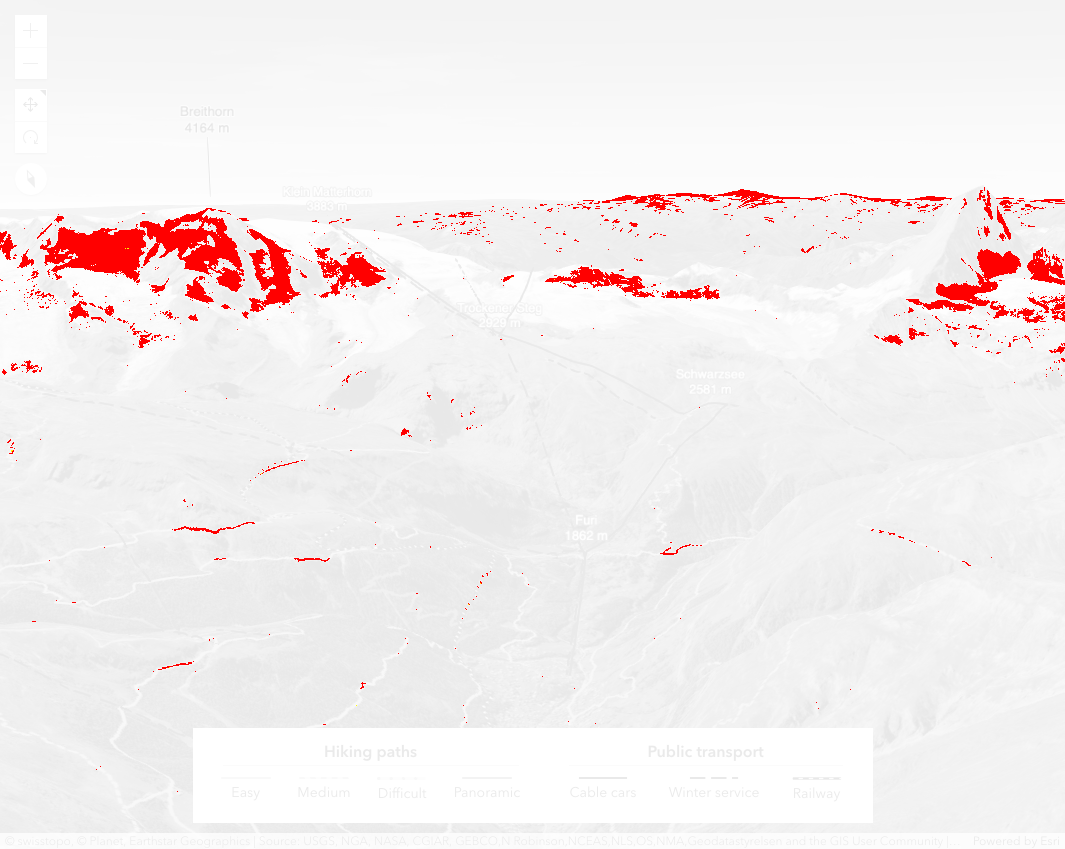 Breithorn
4164 m
Klein Matterhorn
3883 m
Trockener Steg
2929 m
Schwarzsee
2581 m
Furi
1862 m
Hiking paths
Public transport
Easy
Medium
Difficult
Panoramic
Cable cars
Winter service
Railway
© swisstopo, © Planet, Earthstar Geographics | Source: USGS, NGA, NASA, CGIAR, GEBCO,N Robinson,NCEAS,NLS,OS,NMA,Geodatastyrelsen and the GIS User Community |
Powered by Esri